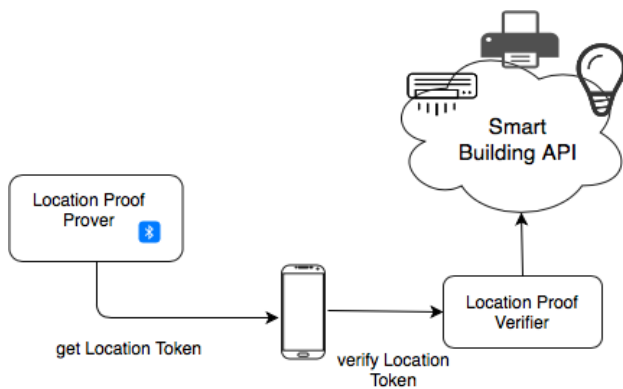 Smart
Building API
Location Proof
Prover
Location Proof
Verifier
get Location Token
verify Location
Token